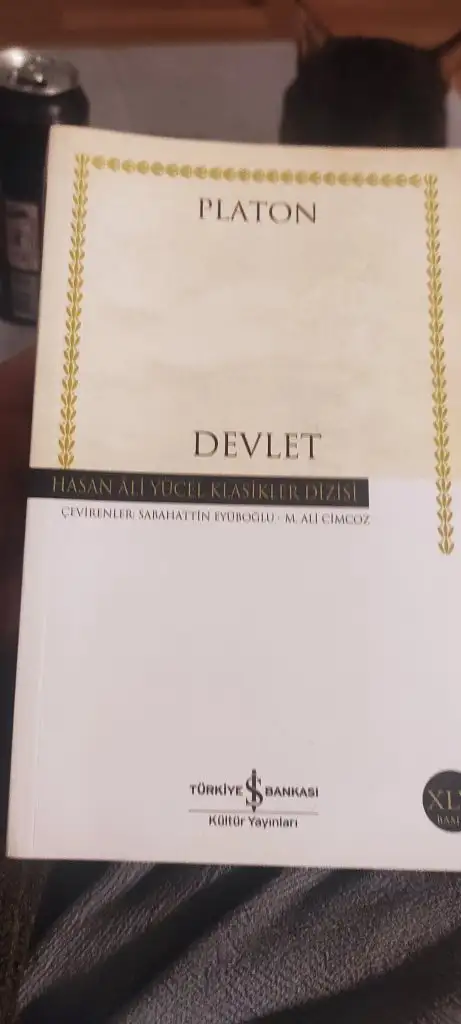 PLATON
DEVLET
HASAN ÂLİ YÜCEL KLASİKLER DİZİSİ
ÇEVİRENLER: SABAHATTİN EYÜBOĞLU - M. ALİ CİMCOZ
TÜRKİYE İŞ BANKASI
Kültür Yayınları